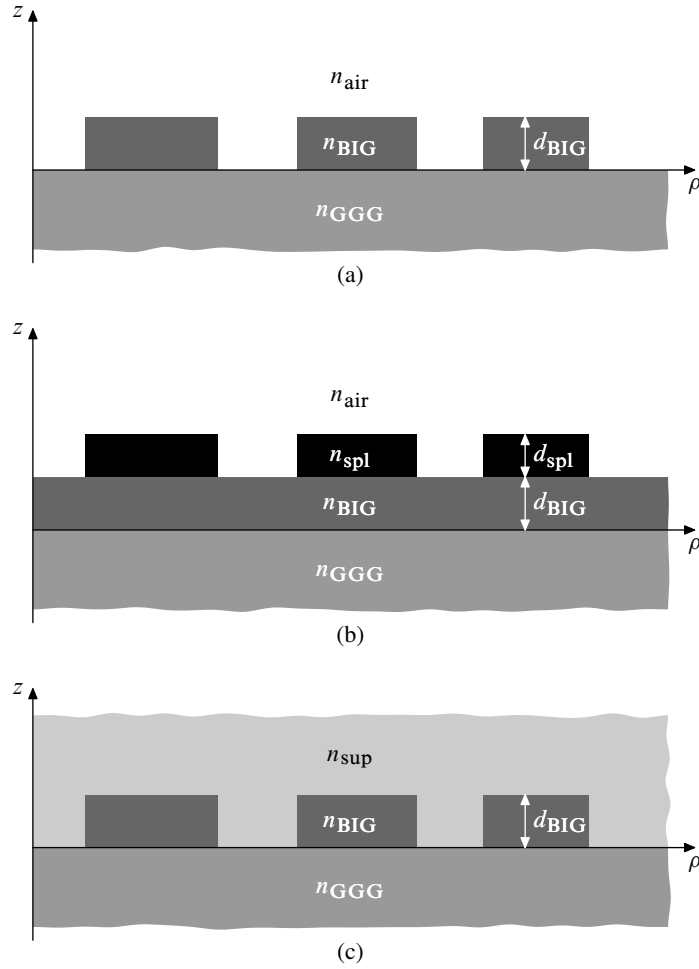 z
n_air
n_BIG d_BIG
ρ
n_GGG
(a)
z
n_air
n_spl d_spl
n_BIG d_BIG
ρ
n_GGG
(b)
z
n_sup
n_BIG d_BIG
ρ
n_GGG
(c)